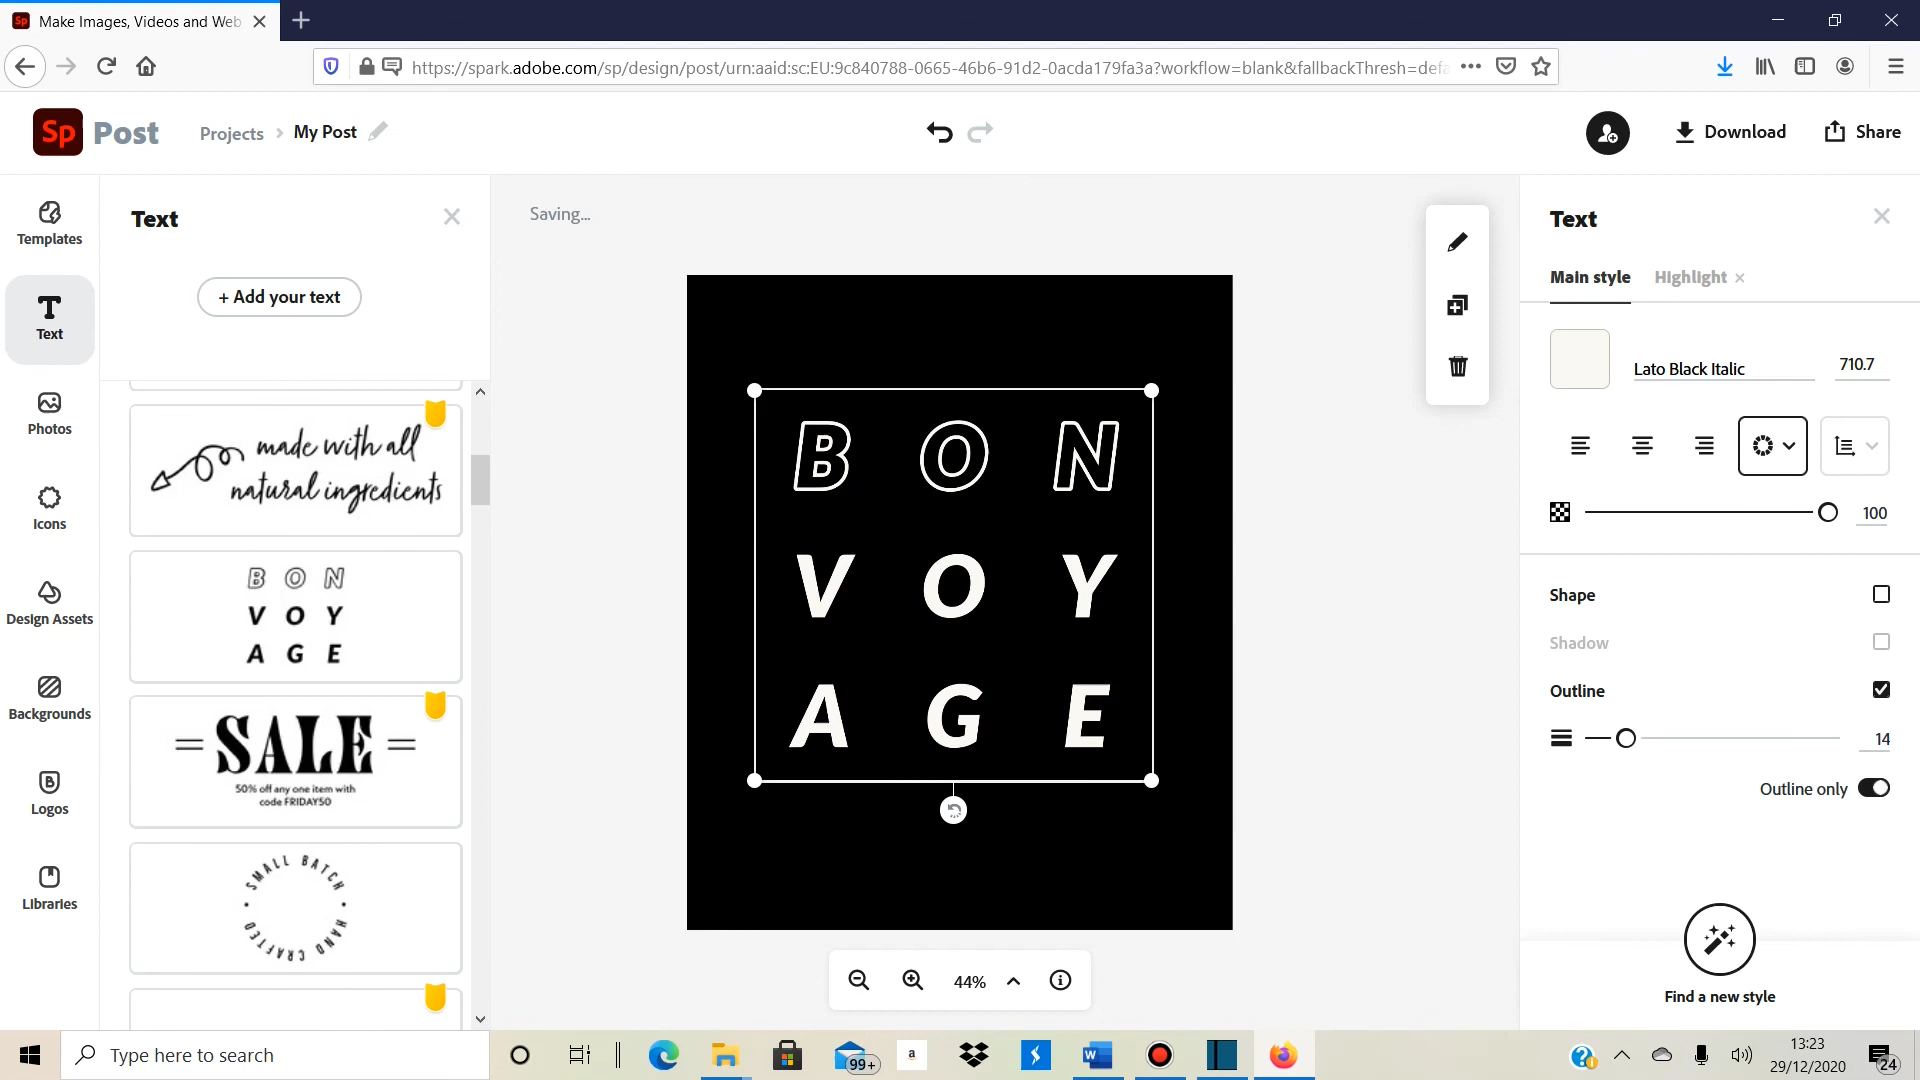 Sp Make Images, Videos and Web
https://spark.adobe.com/sp/design/post/urn:aaid:sc:EU:9c840788-0665-46b6-91d2-0acda179fa3a?workflow=blank&fallbackThresh=defa
Sp Post Projects > My Post
Download
Share
Templates
Text
Photos
Icons
Design Assets
Backgrounds
Logos
Libraries
Text
+ Add your text
made with all
natural ingredients
B O N
V O Y
A G E
= SALE =
50% off any one item with
code FRIDAY50
SMALL BATCH
• HAND CRAFTED •
Saving...
B O N
V O Y
A G E
44%
Text
Main style Highlight
Lato Black Italic 710.7
100
Shape
Shadow
Outline
14
Outline only
Find a new style
Type here to search
99+
a
13:23
29/12/2020
24